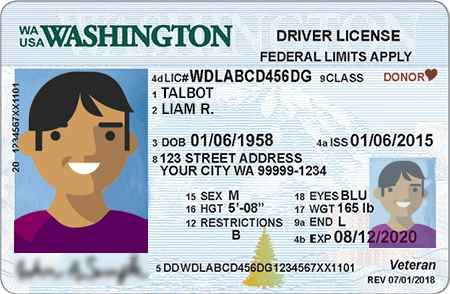 WA USA WASHINGTON
DRIVER LICENSE
FEDERAL LIMITS APPLY
4d LIC# WDLABCD456DG 9 CLASS DONOR
1 TALBOT
2 LIAM R.
3 DOB 01/06/1958 4a ISS 01/06/2015
8 123 STREET ADDRESS
YOUR CITY WA 99999-1234
15 SEX M 18 EYES BLU
16 HGT 5'-08" 17 WGT 165 lb
12 RESTRICTIONS 9a END L
B 4b EXP 08/12/2020
5 DD WDLABCD456DG1234567XX1101
Veteran
REV 07/01/2018
20 1234567XX1101